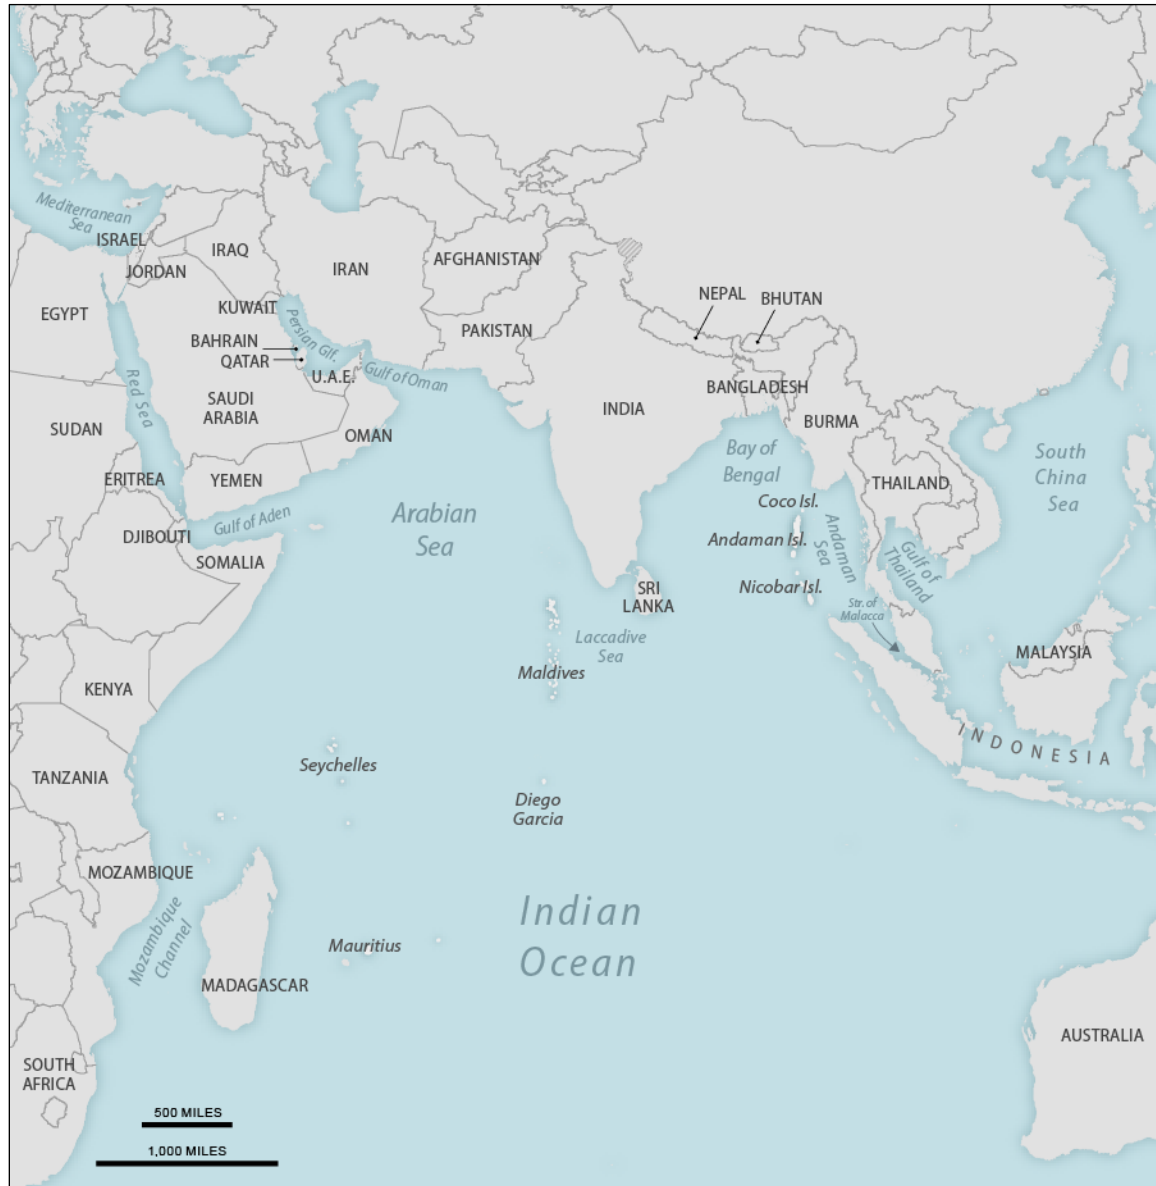 Mediterranean
Sea
ISRAEL
JORDAN
IRAQ
IRAN
AFGHANISTAN
EGYPT
KUWAIT
Persian Glf.
PAKISTAN
NEPAL
BHUTAN
BAHRAIN
QATAR
U.A.E.
Gulf of Oman
Red Sea
SAUDI
ARABIA
INDIA
BANGLADESH
BURMA
SUDAN
OMAN
ERITREA
YEMEN
Bay of
Bengal
THAILAND
South
China
Sea
Gulf of Aden
DJIBOUTI
SOMALIA
Arabian
Sea
Coco Isl.
Andaman Isl.
Andaman
Sea
Gulf of
Thailand
Nicobar Isl.
SRI
LANKA
Str. of
Malacca
Laccadive
Sea
Maldives
MALAYSIA
KENYA
INDONESIA
TANZANIA
Seychelles
Diego
Garcia
MOZAMBIQUE
Mozambique
Channel
Mauritius
MADAGASCAR
Indian
Ocean
AUSTRALIA
SOUTH
AFRICA
500 MILES
1,000 MILES